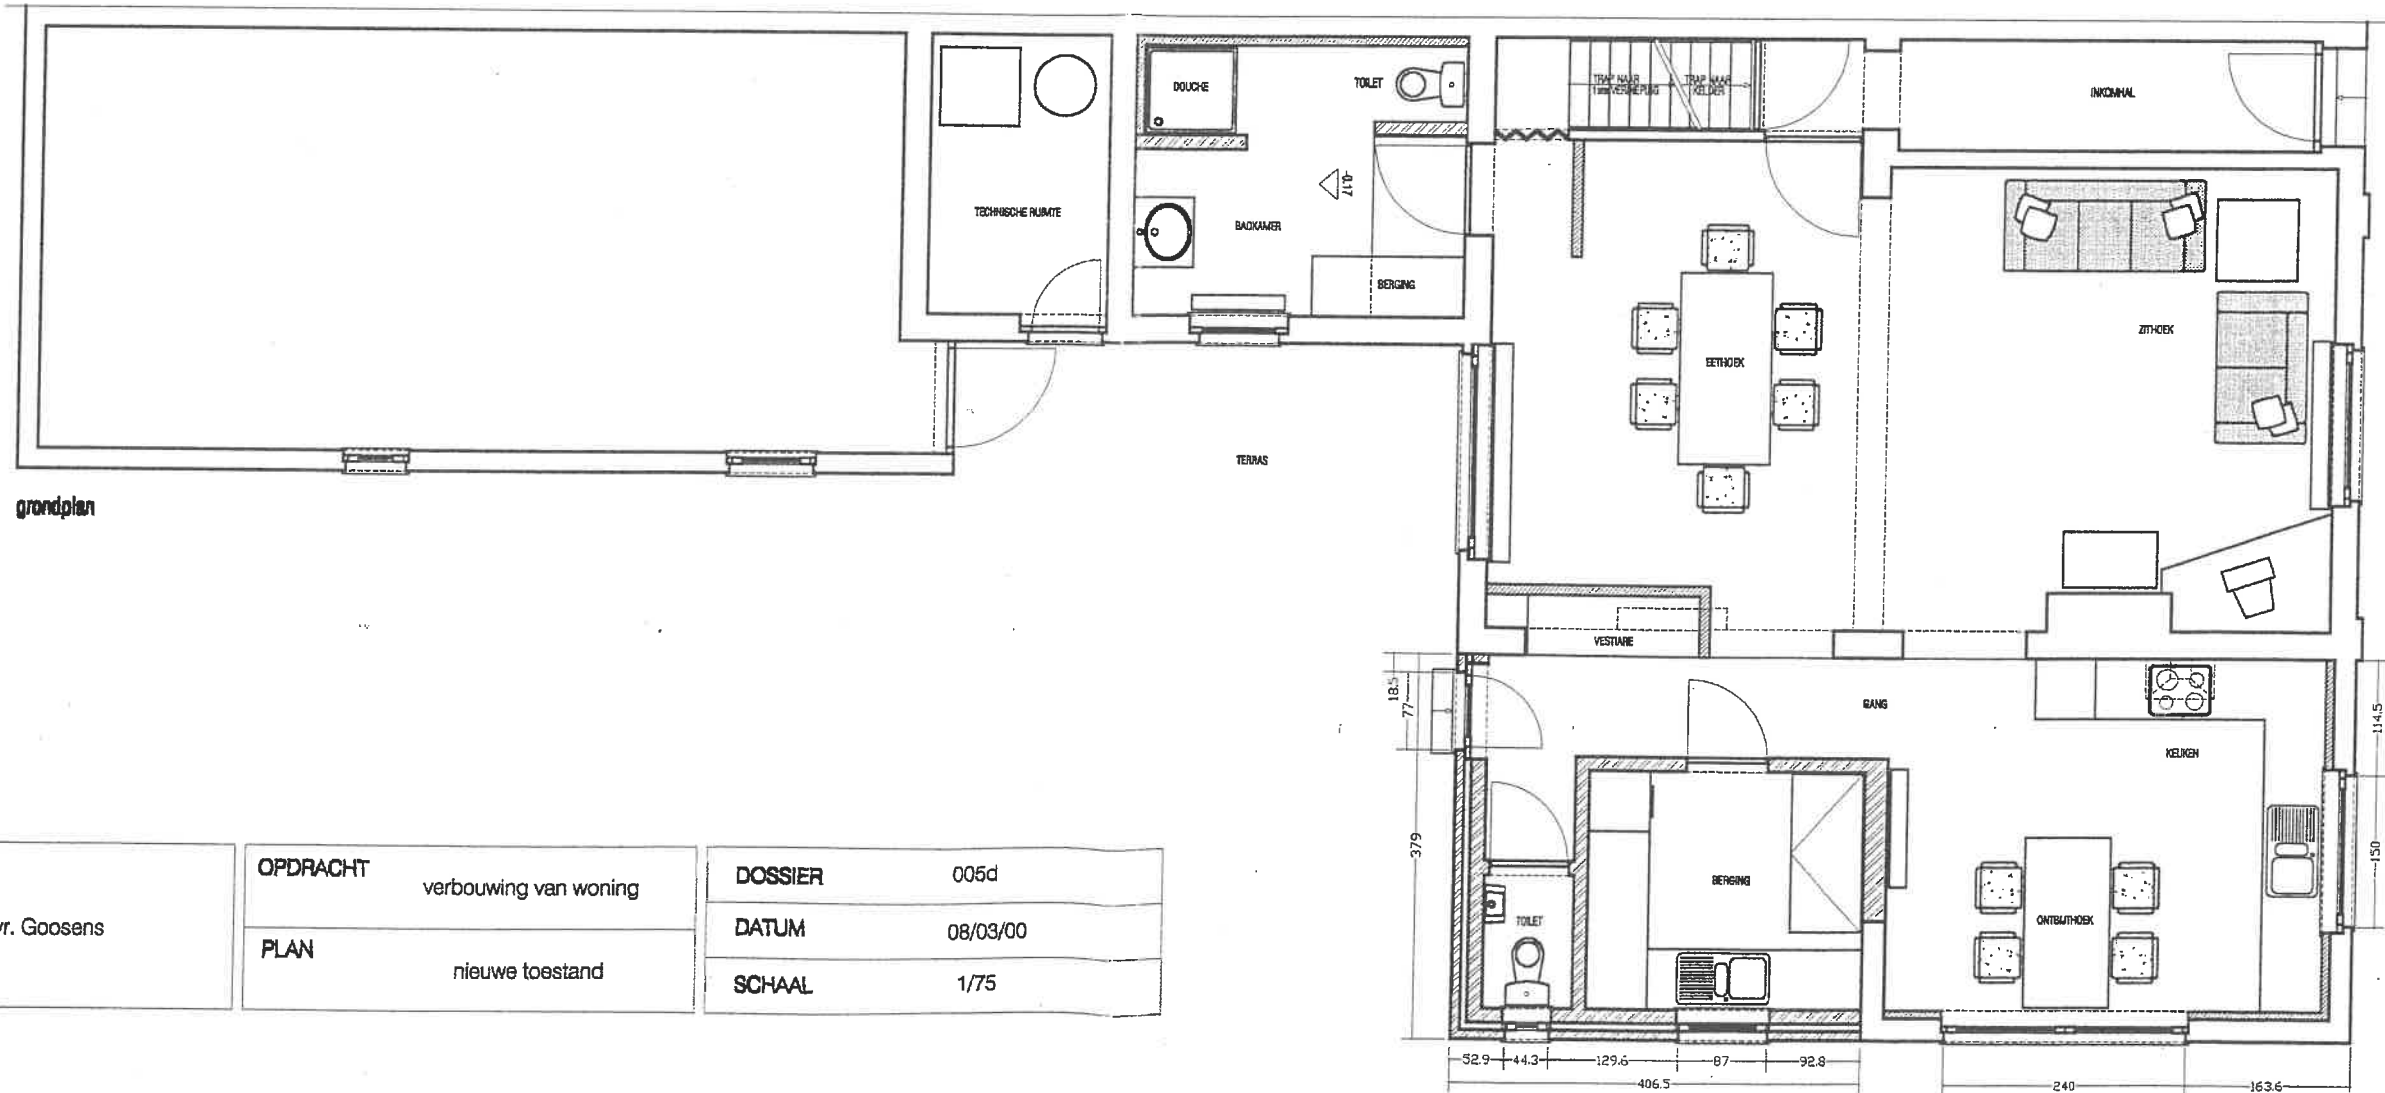 DOUCHE
TOILET
TRAP NAAR
TRAP NAAR
KELDER
INKOMHAL
-0.17
TECHNISCHE RUIMTE
BADKAMER
BERGING
ZITHOEK
EETHOEK
TERRAS
grondplan
VESTIARE
18.5
77
GANG
114.5
KEUKEN
379
150
BERGING
TOILET
ONTBIJTHOEK
OPDRACHT
verbouwing van woning
PLAN
nieuwe toestand
Goosens
DOSSIER 005d
DATUM 08/03/00
SCHAAL 1/75
52.9 44.3 129.6 87 92.8
406.5
240
163.6